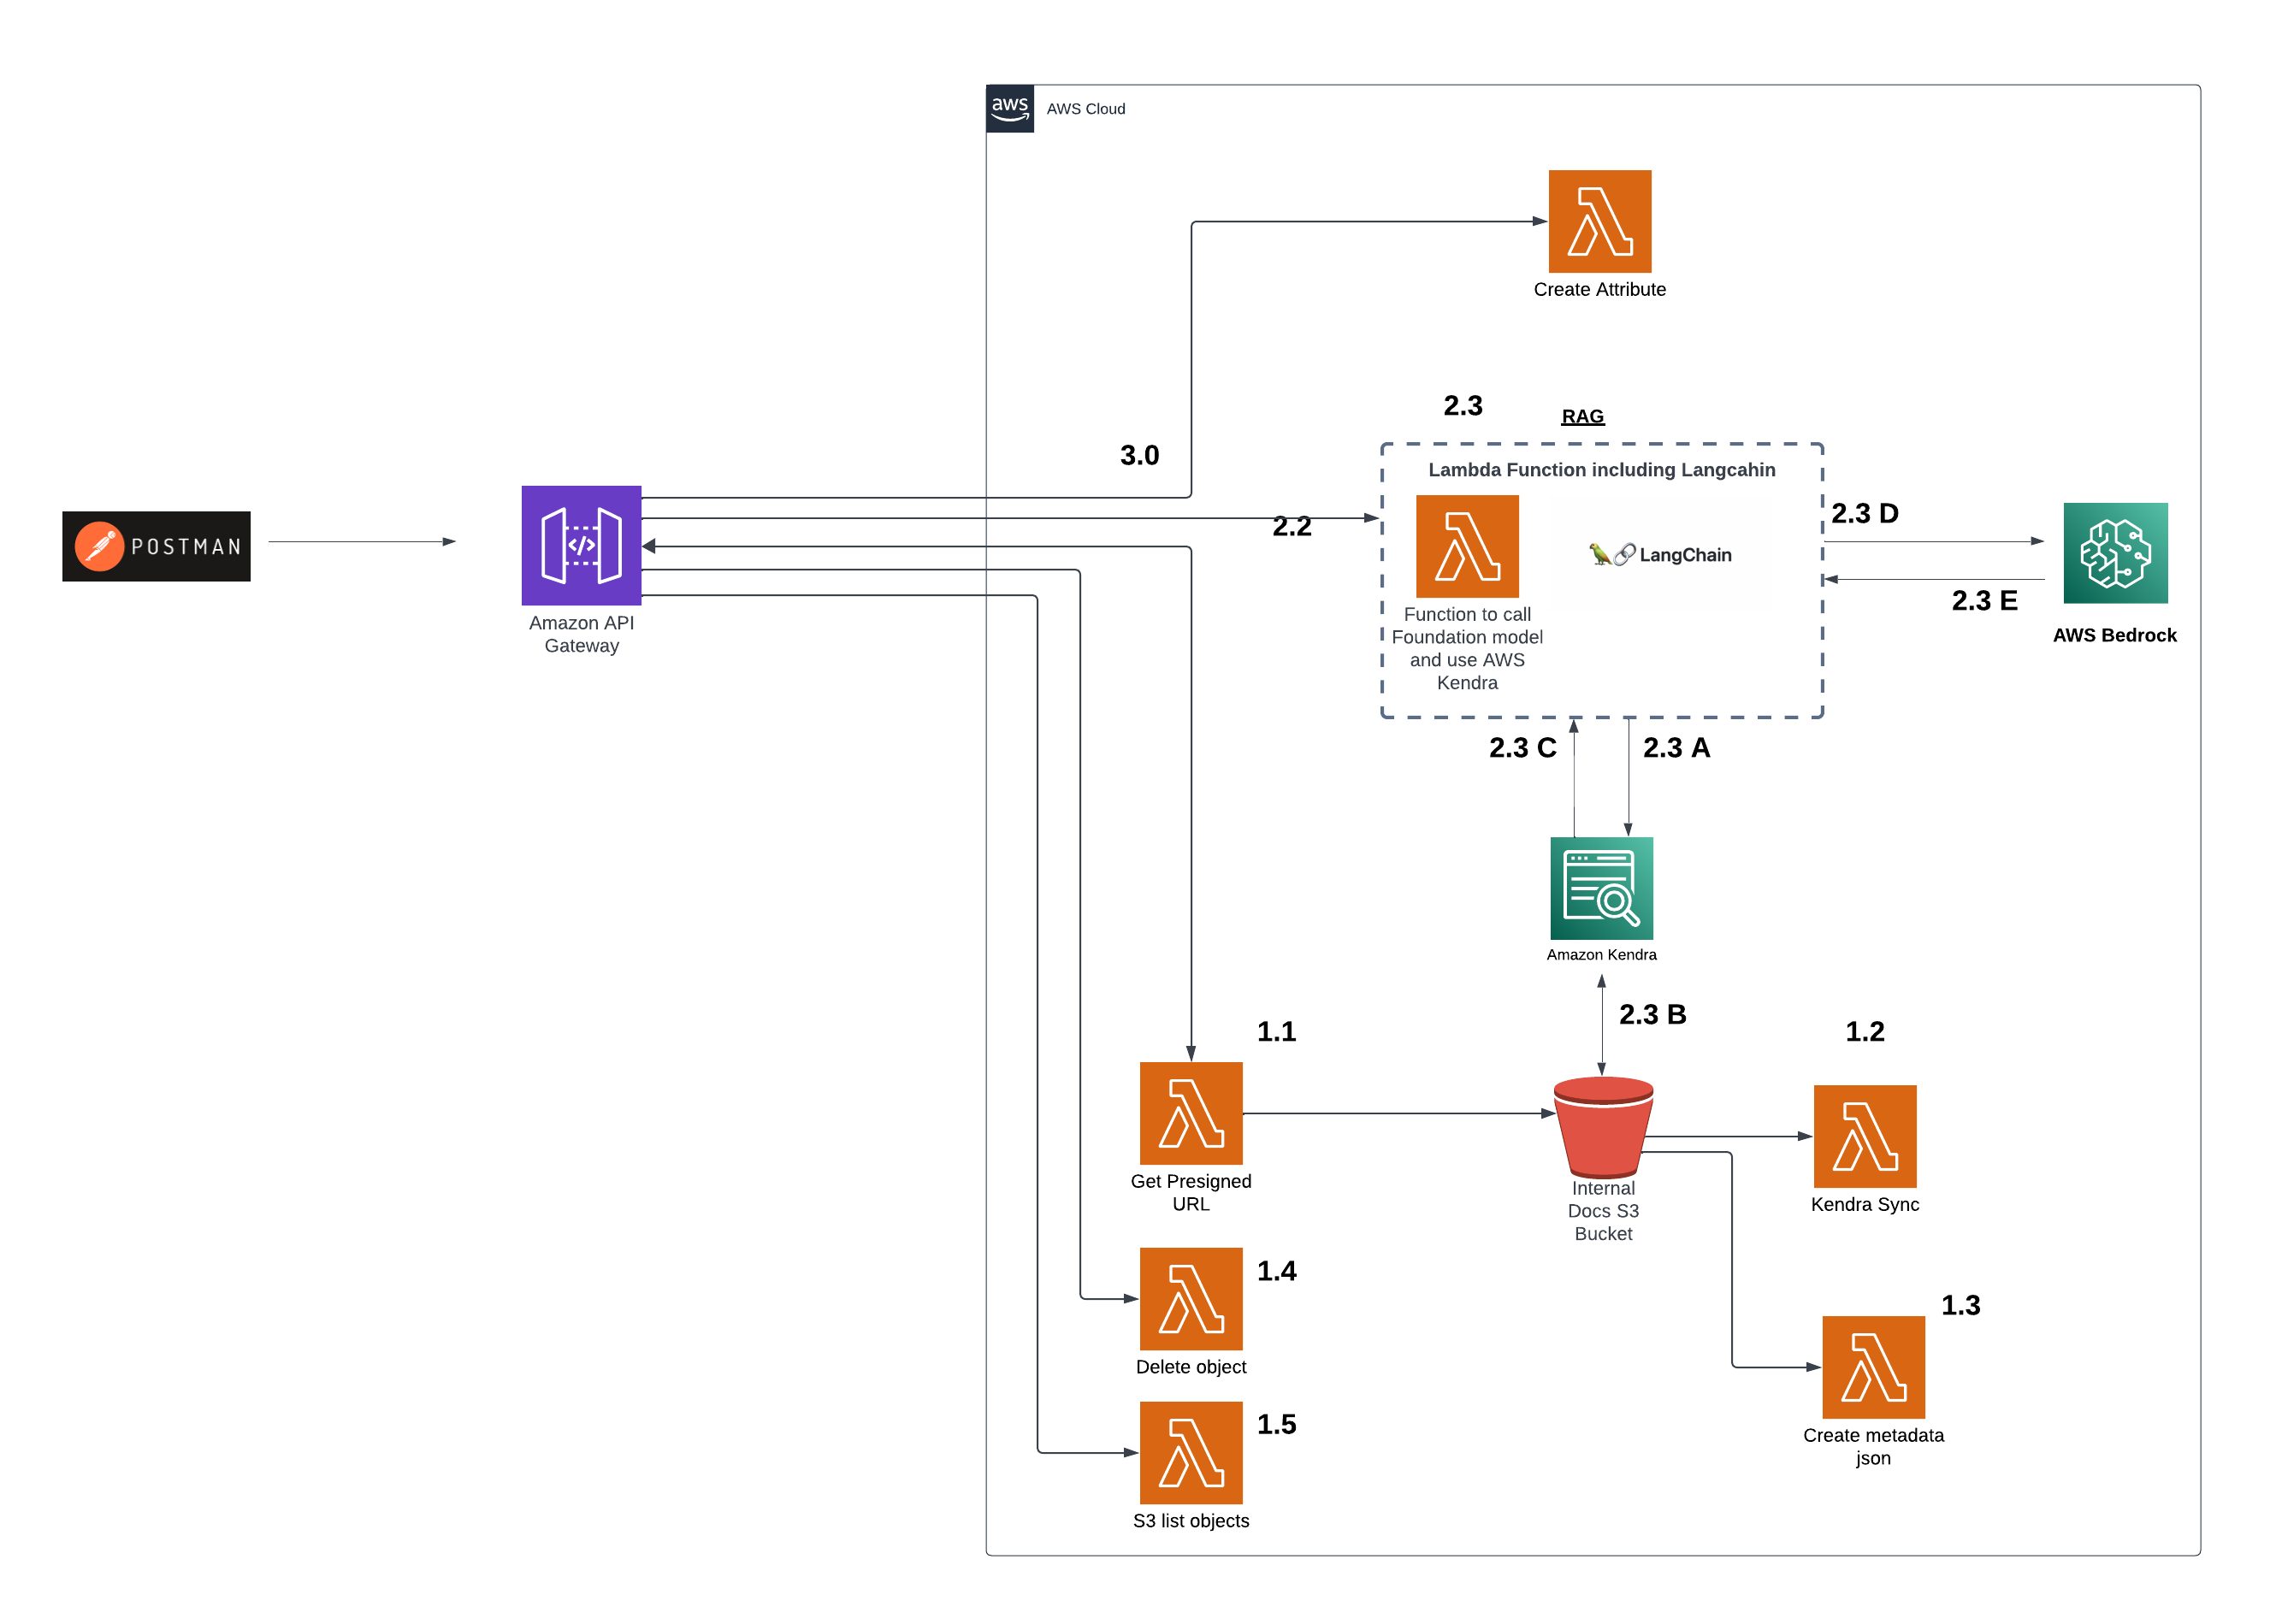 aws
AWS Cloud
Create Attribute
2.3
RAG
3.0
Lambda Function including Langcahin
2.2
2.3 D
POSTMAN
</>
LangChain
2.3 E
Amazon API
Gateway
Function to call
Foundation model
and use AWS
Kendra
AWS Bedrock
2.3 C
2.3 A
Amazon Kendra
2.3 B
1.1
1.2
Get Presigned
URL
Internal
Docs S3
Bucket
Kendra Sync
1.4
Delete object
1.3
1.5
Create metadata
json
S3 list objects